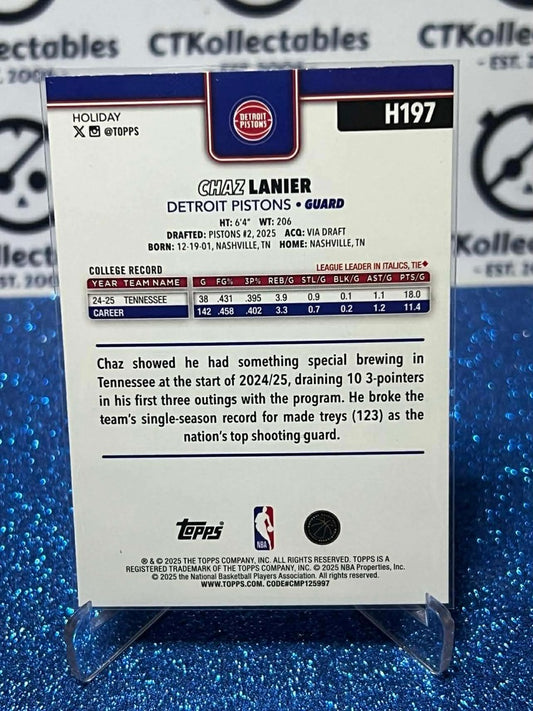 CTKollectables
CTKolle
- EST. 200
- EST. 2
HOLIDAY
@TOPPS
DETROIT
PISTONS
H197
CHAZ LANIER
DETROIT PISTONS • GUARD
HT: 6'4" WT: 206
DRAFTED: PISTONS #2, 2025 ACQ: VIA DRAFT
BORN: 12-19-01, NASHVILLE, TN HOME: NASHVILLE, TN
COLLEGE RECORD LEAGUE LEADER IN ITALICS, TIE♦
YEAR TEAM NAME G FG% 3P% REB/G STL/G BLK/G AST/G PTS/G
24-25 TENNESSEE 38 .431 .395 3.9 0.9 0.1 1.1 18.0
CAREER 142 .458 .402 3.3 0.7 0.2 1.2 11.4
Chaz showed he had something special brewing in
Tennessee at the start of 2024/25, draining 10 3-pointers
in his first three outings with the program. He broke the
team's single-season record for made treys (123) as the
nation's top shooting guard.
Topps
NBA
® & © 2025 THE TOPPS COMPANY, INC. ALL RIGHTS RESERVED. TOPPS IS A
REGISTERED TRADEMARK OF THE TOPPS COMPANY, INC. © 2025 NBA Properties, Inc.
© 2025 the National Basketball Players Association. All rights reserved.
WWW.TOPPS.COM. CODE#CMP125997